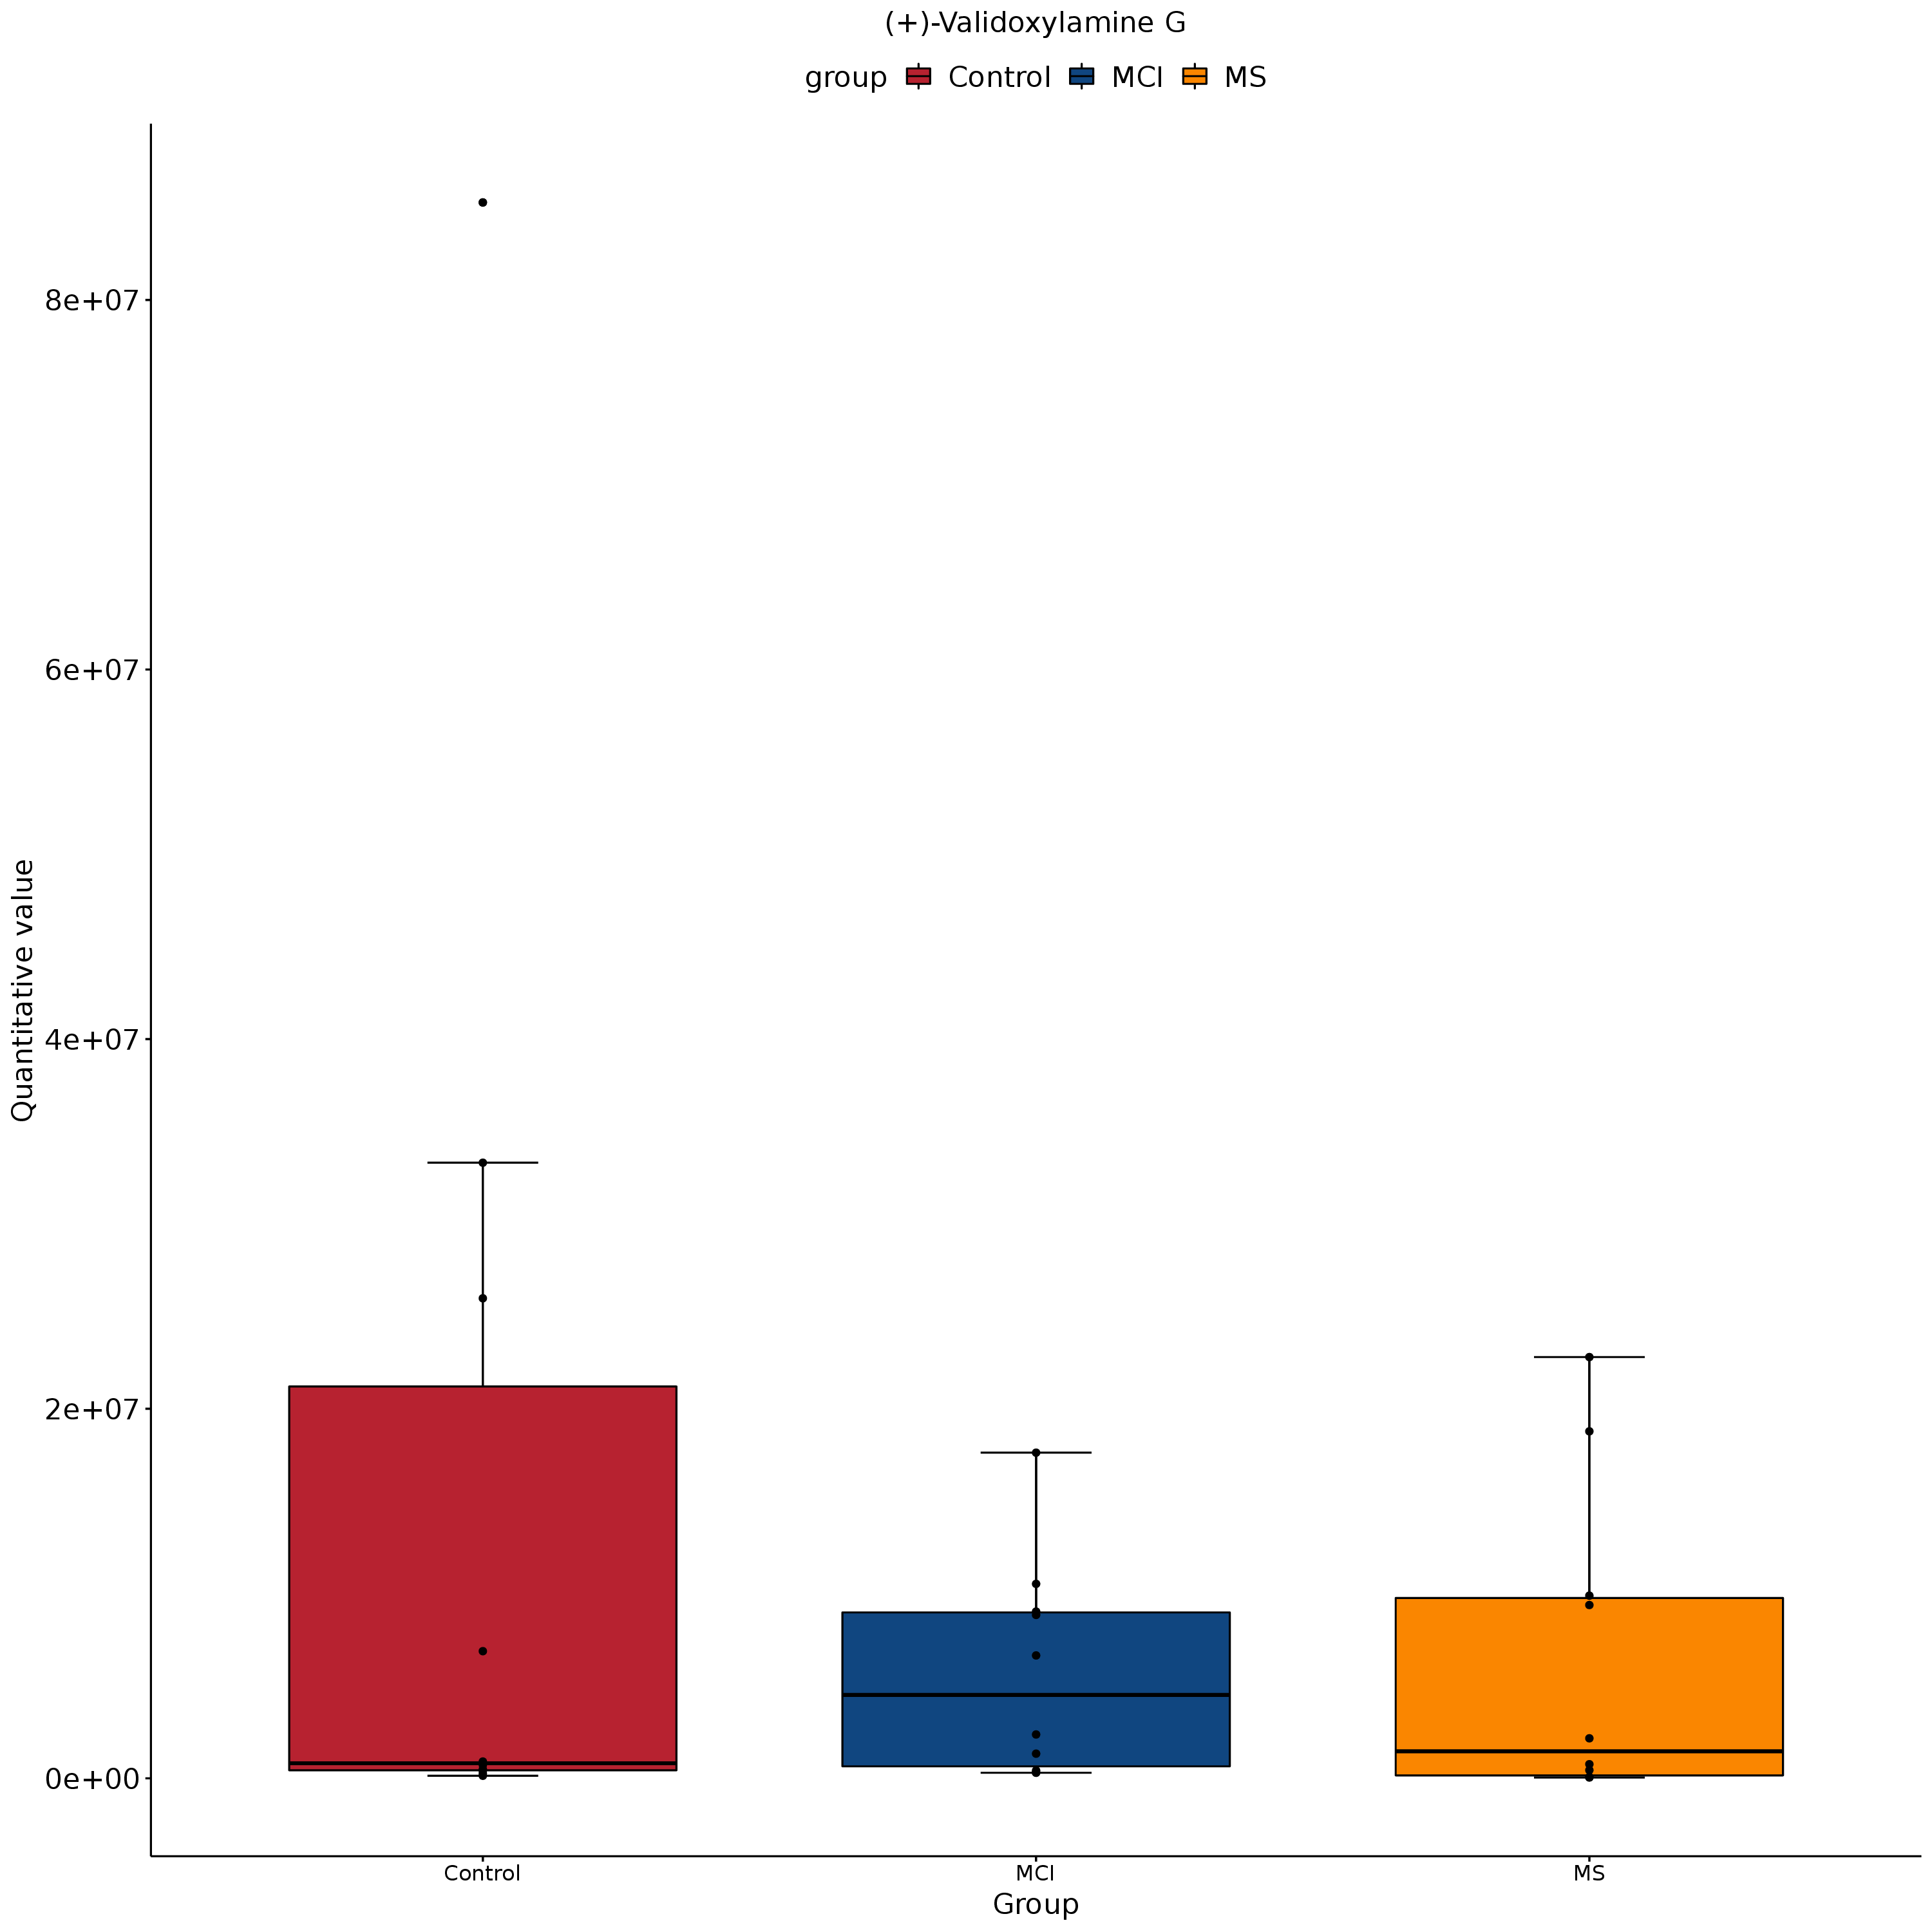 (+)-Validoxylamine G
group Control MCI MS
8e+07
6e+07
4e+07
2e+07
0e+00
Quantitative value
Control MCI MS
Group